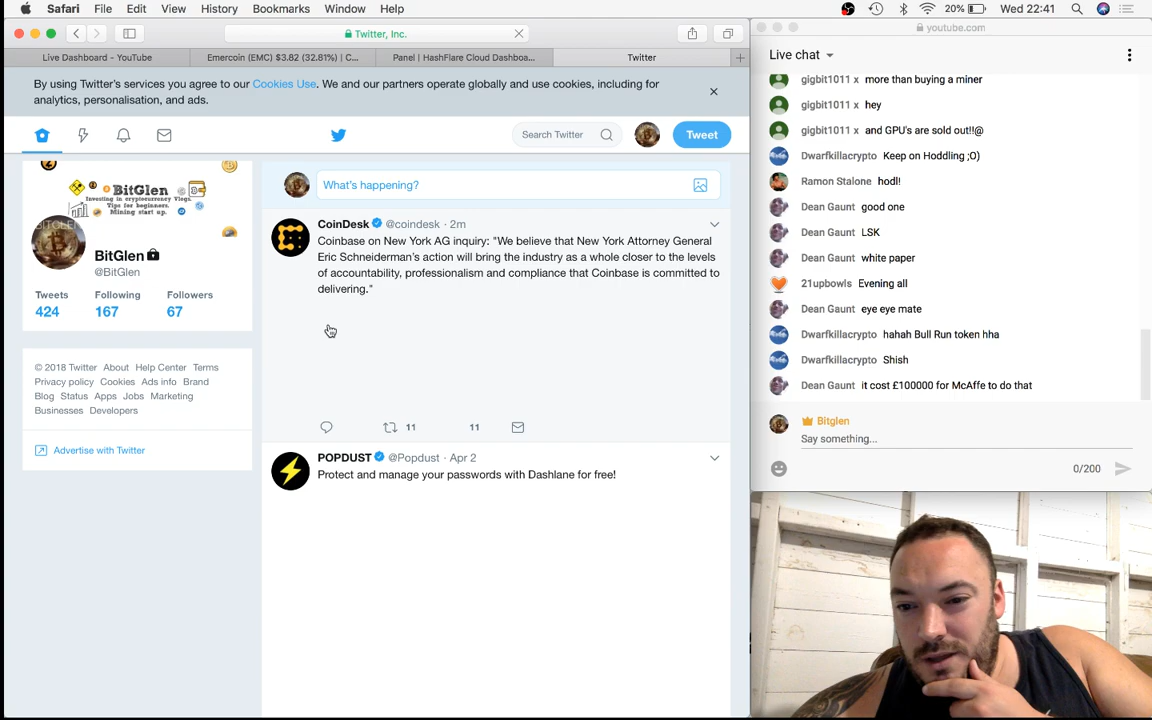 Safari File Edit View History Bookmarks Window Help
20% Wed 22:41
Twitter, Inc.
Live Dashboard - YouTube
Emercoin (EMC) $3.82 (32.81%) | C...
Panel | HashFlare Cloud Dashboa...
Twitter
By using Twitter's services you agree to our Cookies Use. We and our partners operate globally and use cookies, including for
analytics, personalisation, and ads.
Search Twitter
Tweet
BitGlen
Investing in cryptocurrency Vlogs.
Tips for beginners.
Mining start up.
BitGlen
@BitGlen
Tweets Following Followers
424 167 67
© 2018 Twitter About Help Center Terms
Privacy policy Cookies Ads info Brand
Blog Status Apps Jobs Marketing
Businesses Developers
Advertise with Twitter
What's happening?
CoinDesk @coindesk · 2m
Coinbase on New York AG inquiry: "We believe that New York Attorney General
Eric Schneiderman's action will bring the industry as a whole closer to the levels
of accountability, professionalism and compliance that Coinbase is committed to
delivering."
11 11
POPDUST @Popdust · Apr 2
Protect and manage your passwords with Dashlane for free!
youtube.com
Live chat
gigbit1011 x more than buying a miner
gigbit1011 x hey
gigbit1011 x and GPU's are sold out!!@
Dwarfkillacrypto Keep on Hoddling ;O)
Ramon Stalone hodl!
Dean Gaunt good one
Dean Gaunt LSK
Dean Gaunt white paper
21upbowls Evening all
Dean Gaunt eye eye mate
Dwarfkillacrypto hahah Bull Run token hha
Dwarfkillacrypto Shish
Dean Gaunt it cost £100000 for McAffe to do that
Bitglen
Say something...
0/200